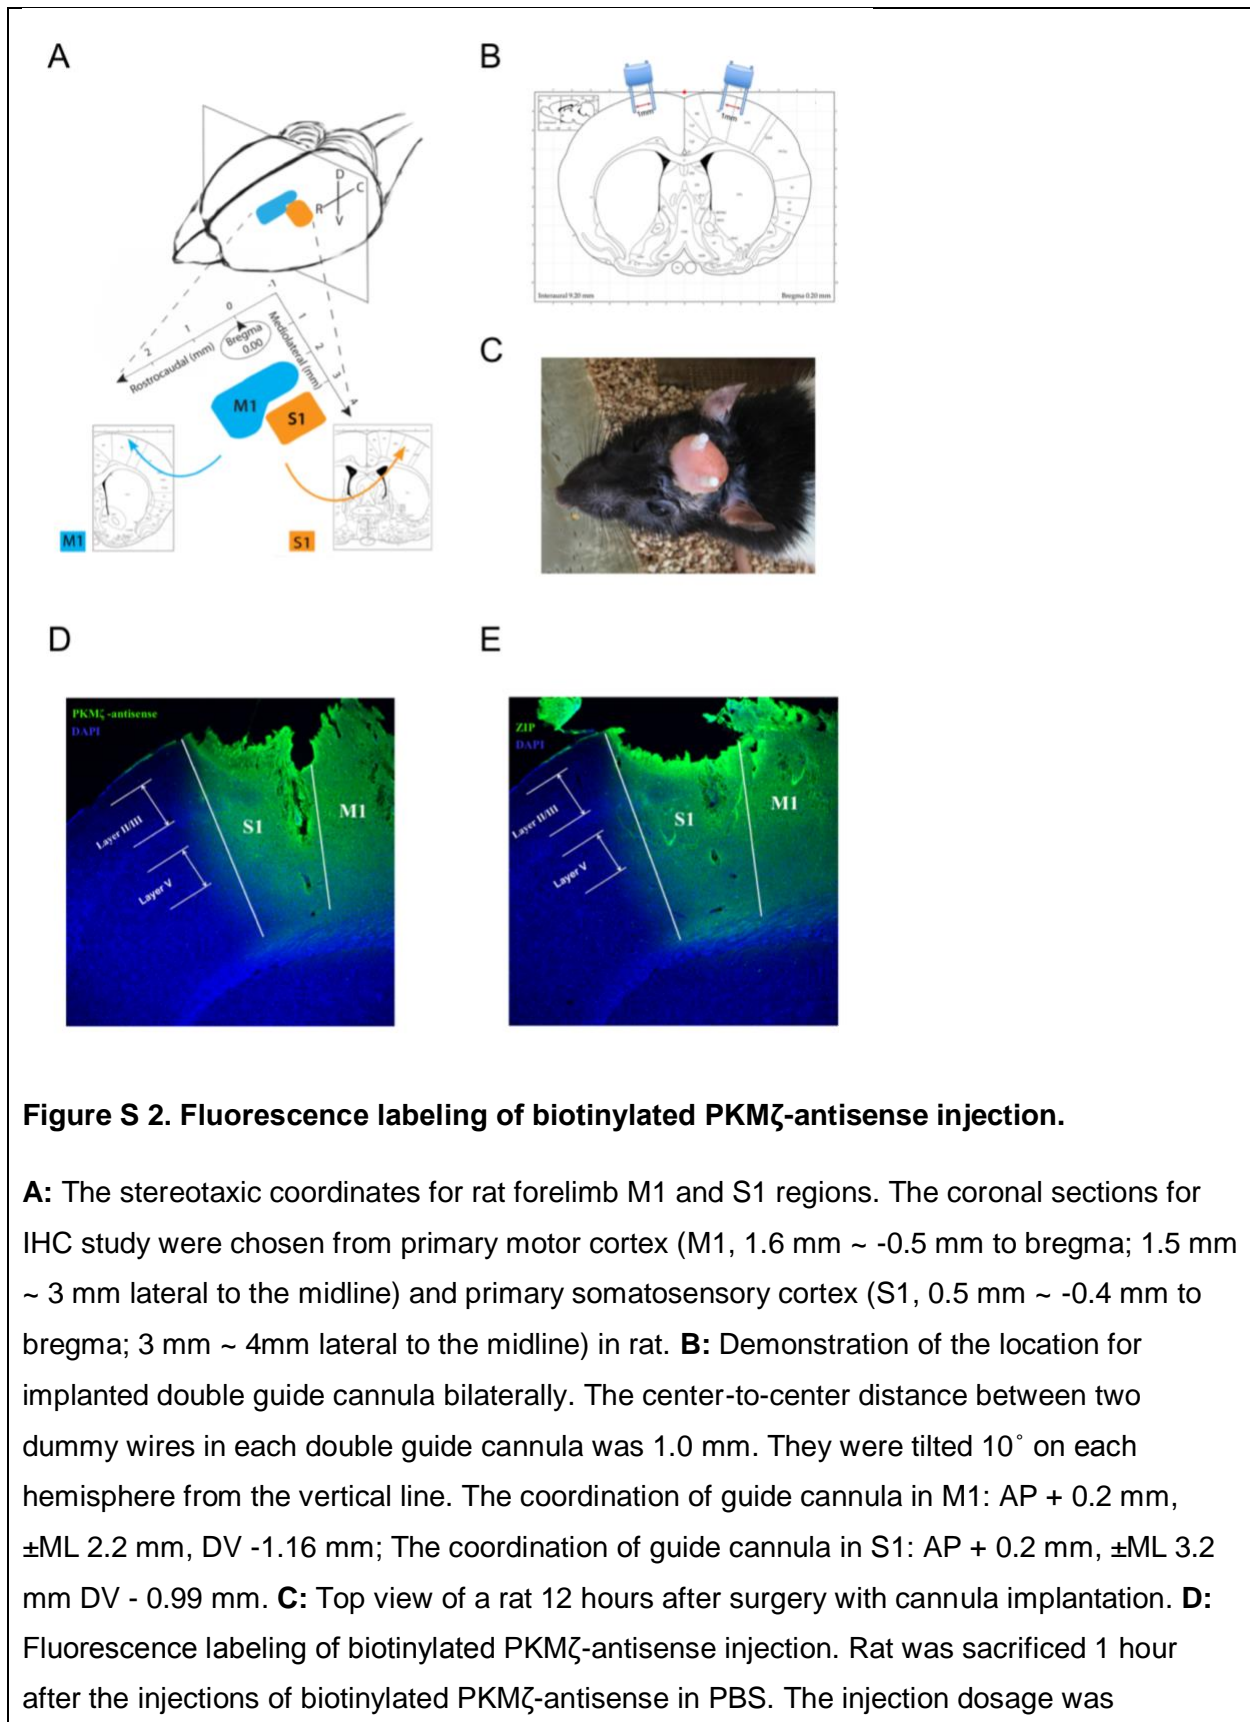 A
B
D
C
R
V
-1
0
1
2
Bregma
0.00
Rostrocaudal (mm)
Mediolateral (mm)
1
2
3
4
M1
S1
M1
S1
1mm
1mm
Interaural 9.20 mm
Bregma 0.20 mm
C
D
E
PKMζ -antisense
DAPI
Layer II/III
Layer V
S1
M1
ZIP
DAPI
Layer II/III
Layer V
S1
M1
Figure S 2. Fluorescence labeling of biotinylated PKMζ-antisense injection.
A: The stereotaxic coordinates for rat forelimb M1 and S1 regions. The coronal sections for
IHC study were chosen from primary motor cortex (M1, 1.6 mm ~ -0.5 mm to bregma; 1.5 mm
~ 3 mm lateral to the midline) and primary somatosensory cortex (S1, 0.5 mm ~ -0.4 mm to
bregma; 3 mm ~ 4mm lateral to the midline) in rat. B: Demonstration of the location for
implanted double guide cannula bilaterally. The center-to-center distance between two
dummy wires in each double guide cannula was 1.0 mm. They were tilted 10˚ on each
hemisphere from the vertical line. The coordination of guide cannula in M1: AP + 0.2 mm,
±ML 2.2 mm, DV -1.16 mm; The coordination of guide cannula in S1: AP + 0.2 mm, ±ML 3.2
mm DV - 0.99 mm. C: Top view of a rat 12 hours after surgery with cannula implantation. D:
Fluorescence labeling of biotinylated PKMζ-antisense injection. Rat was sacrificed 1 hour
after the injections of biotinylated PKMζ-antisense in PBS. The injection dosage was